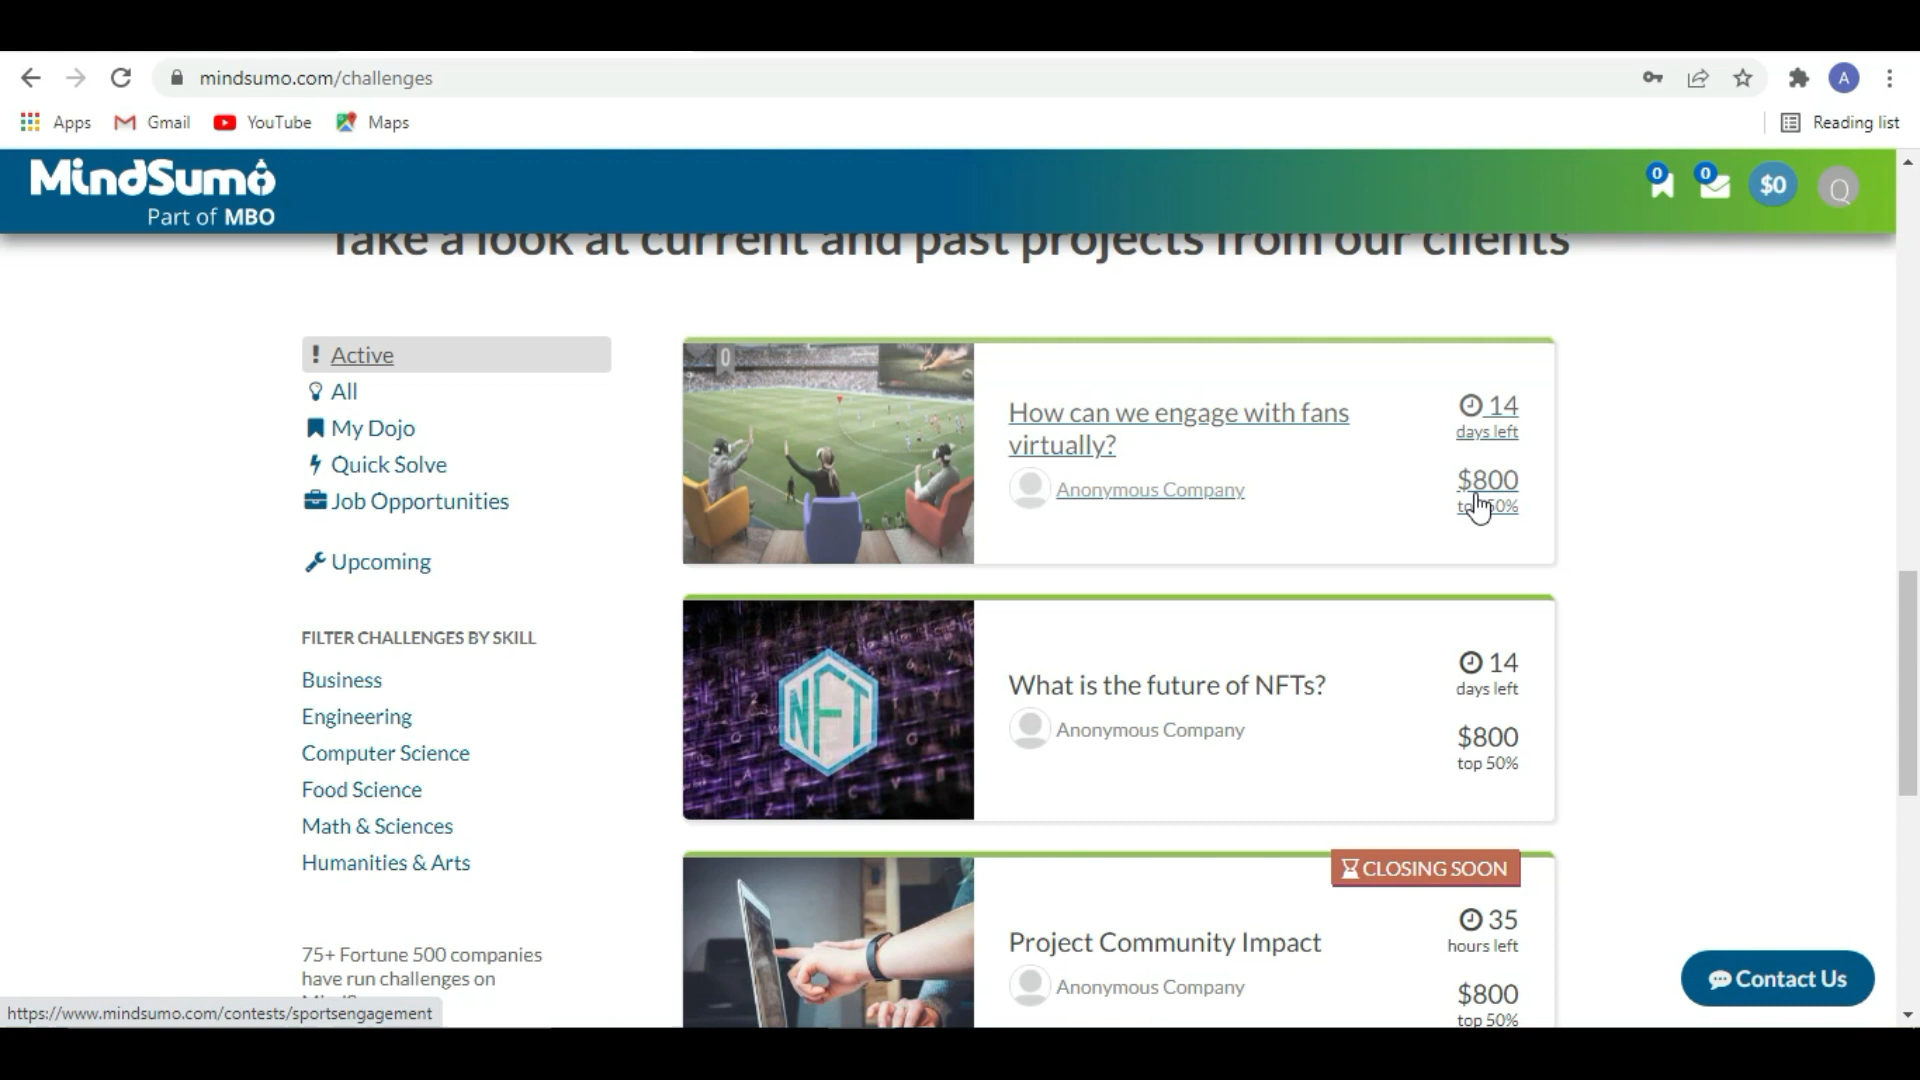 mindsumo.com/challenges
A
Apps
Gmail
YouTube
Maps
Reading list
MindSumo
Part of MBO
0
0
$0
Q
Take a look at current and past projects from our clients
Active
All
My Dojo
Quick Solve
Job Opportunities
Upcoming
FILTER CHALLENGES BY SKILL
Business
Engineering
Computer Science
Food Science
Math & Sciences
Humanities & Arts
75+ Fortune 500 companies
have run challenges on
0
How can we engage with fans
virtually?
Anonymous Company
14
days left
$800
50%
NFT
What is the future of NFTs?
Anonymous Company
14
days left
$800
top 50%
CLOSING SOON
Project Community Impact
Anonymous Company
35
hours left
$800
top 50%
Contact Us
https://www.mindsumo.com/contests/sportsengagement